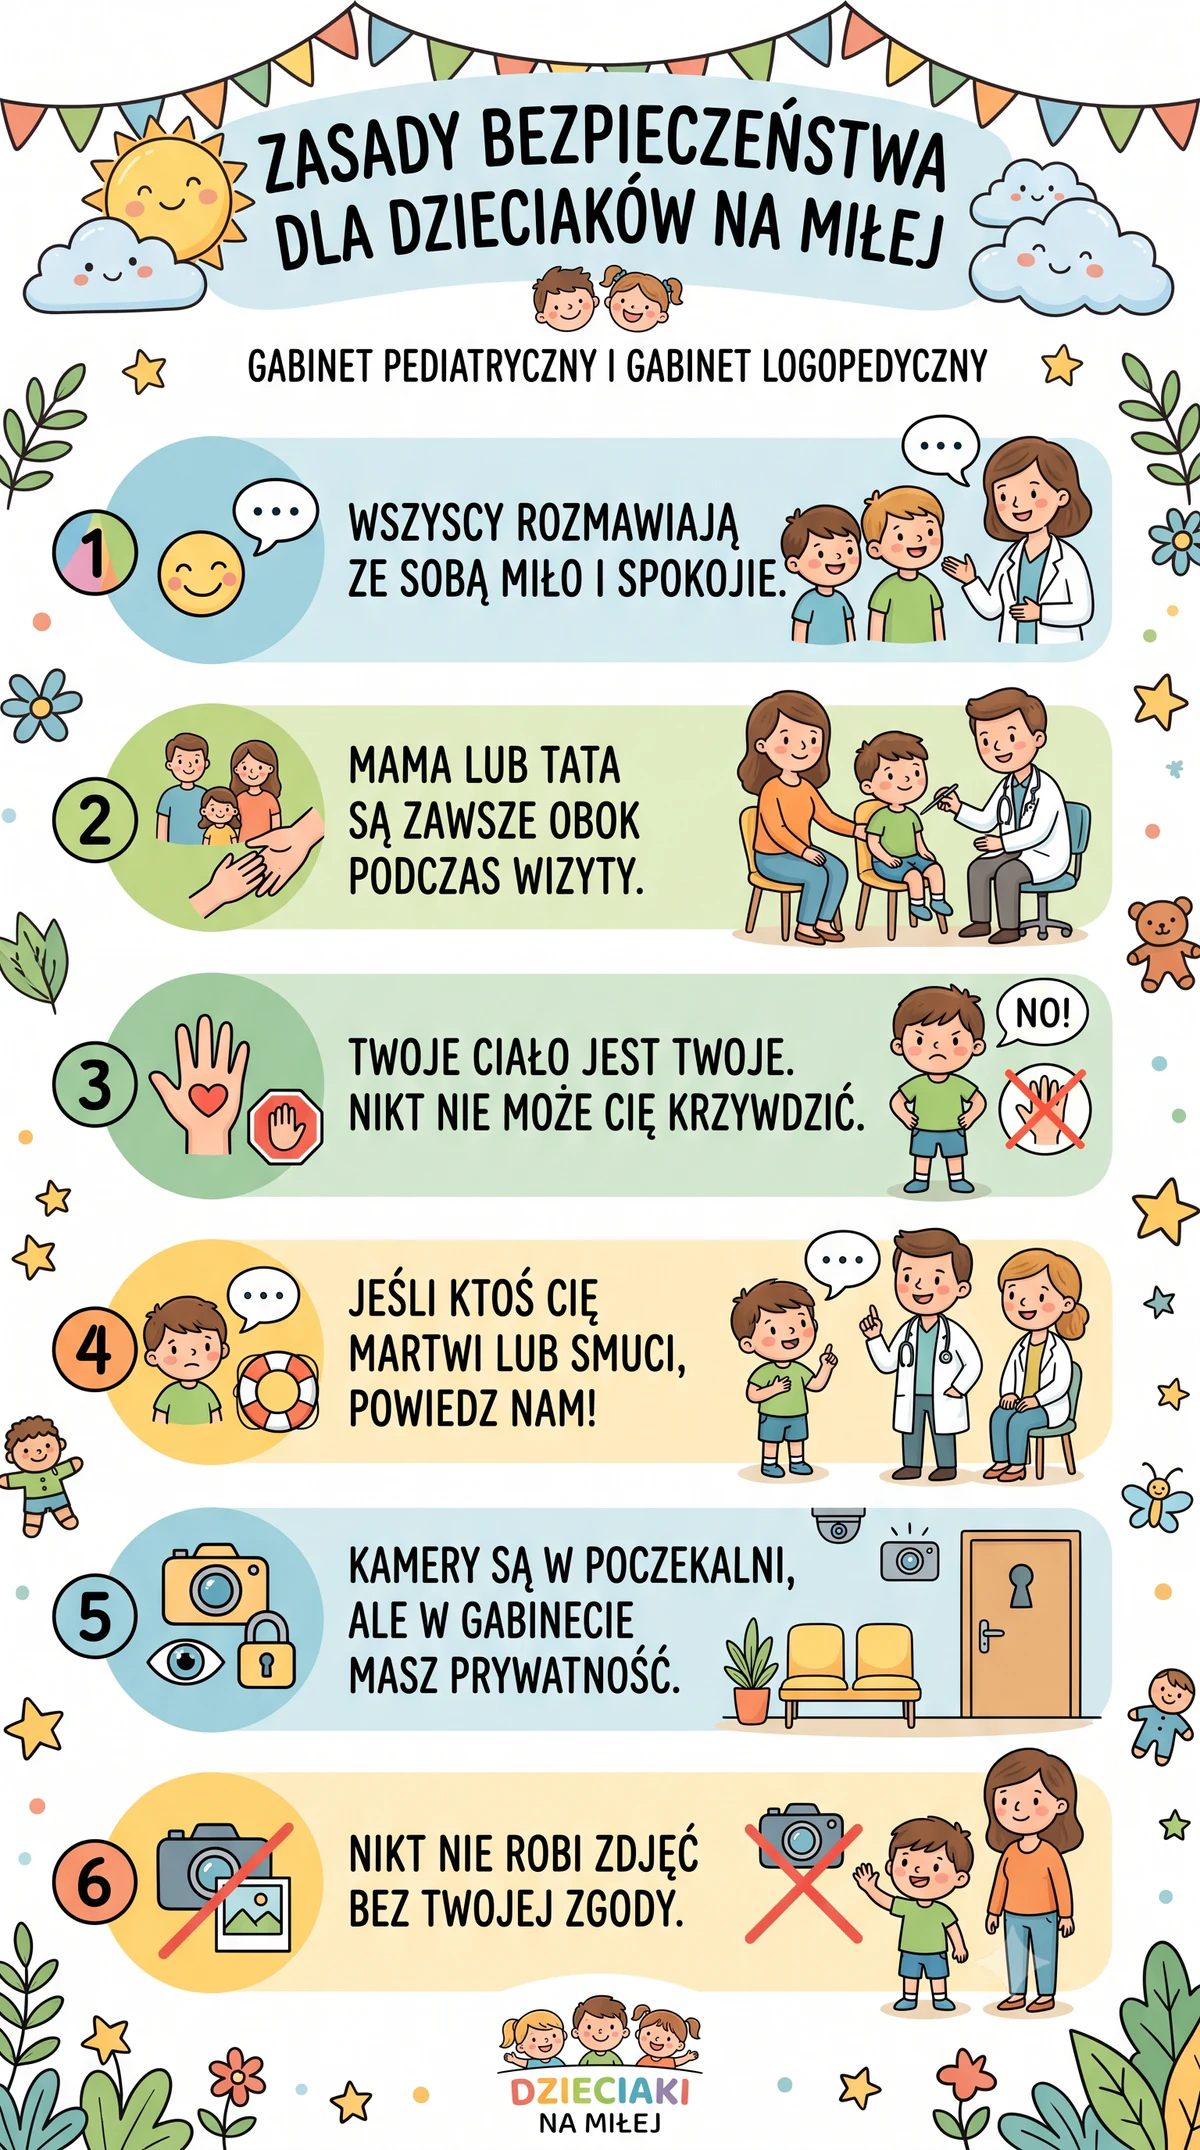 ZASADY BEZPIECZEŃSTWA
DLA DZIECIAKÓW NA MIŁEJ
GABINET PEDIATRYCZNY I GABINET LOGOPEDYCZNY
1
WSZYSCY ROZMAWIAJĄ
ZE SOBĄ MIŁO I SPOKOJIE.
2
MAMA LUB TATA
SĄ ZAWSZE OBOK
PODCZAS WIZYTY.
3
TWOJE CIAŁO JEST TWOJE.
NIKT NIE MOŻE CIĘ KRZYWDZIĆ.
NO!
4
JEŚLI KTOŚ CIĘ
MARTWI LUB SMUCI,
POWIEDZ NAM!
5
KAMERY SĄ W POCZEKALNI,
ALE W GABINECIE
MASZ PRYWATNOŚĆ.
6
NIKT NIE ROBI ZDJĘĆ
BEZ TWOJEJ ZGODY.
DZIECIAKI
NA MIŁEJ